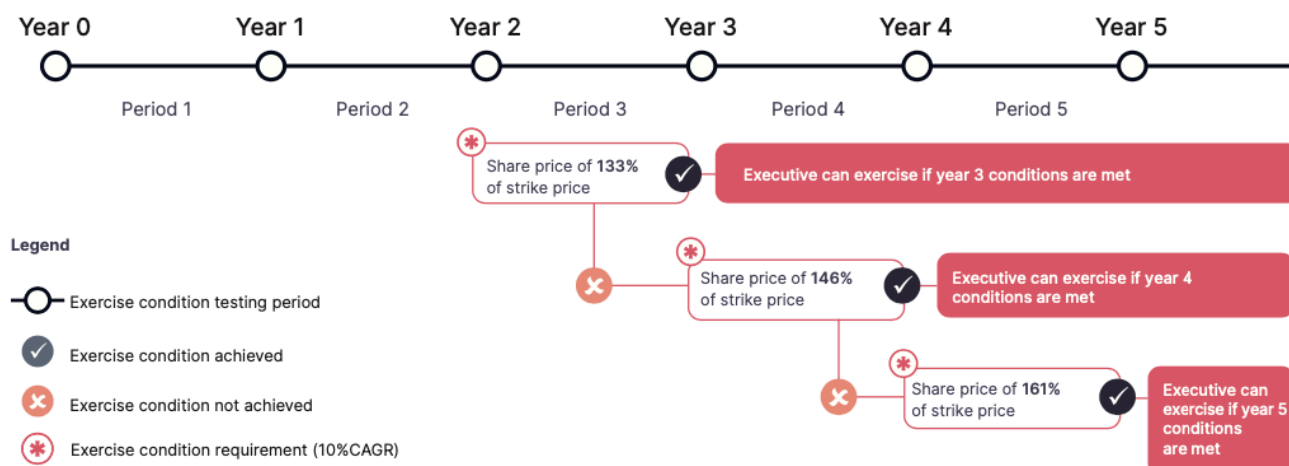 Year 0
Year 1
Year 2
Year 3
Year 4
Year 5
Period 1
Period 2
Period 3
Period 4
Period 5
Share price of 133%
of strike price
Executive can exercise if year 3 conditions are met
Legend
Share price of 146%
of strike price
Executive can exercise if year 4
conditions are met
Exercise condition testing period
Exercise condition achieved
Exercise condition not achieved
Exercise condition requirement (10%CAGR)
Share price of 161%
of strike price
Executive can
exercise if year 5
conditions
are met